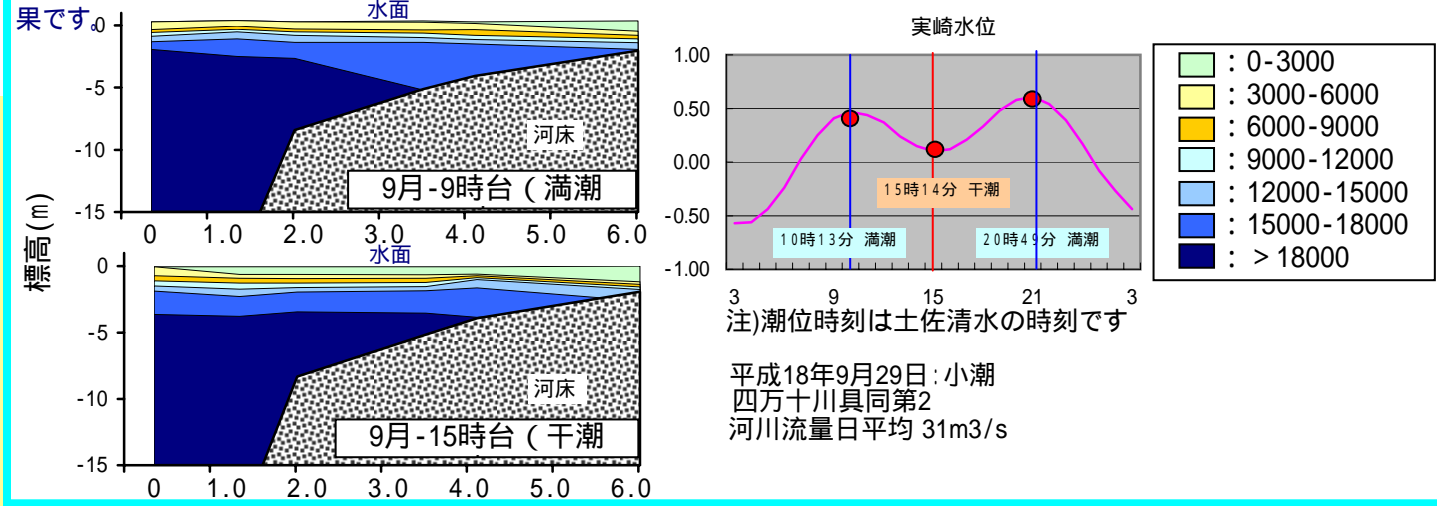 果です。
標高(m)
水面
0
-5
-10
-15
河床
9月-9時台(満潮
0 1.0 2.0 3.0 4.0 5.0 6.0
水面
0
-5
-10
-15
河床
9月-15時台(干潮
0 1.0 2.0 3.0 4.0 5.0 6.0
実崎水位
1.00
0.50
0.00
-0.50
-1.00
15時14分 干潮
10時13分 満潮
20時49分 満潮
3 9 15 21 3
注)潮位時刻は土佐清水の時刻です
平成18年9月29日:小潮
四万十川具同第2
河川流量日平均 31m3/s
:0-3000
:3000-6000
:6000-9000
:9000-12000
:12000-15000
:15000-18000
:>18000